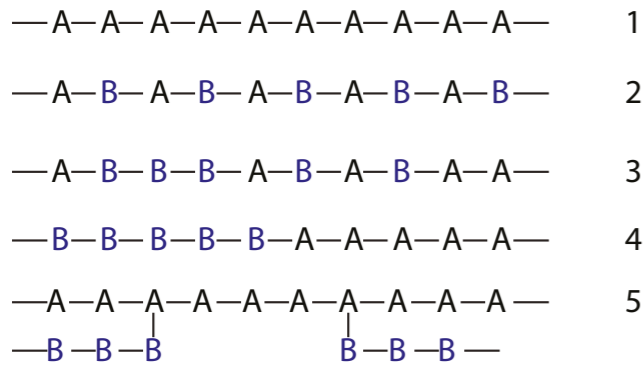 —A—A—A—A—A—A—A—A—A—A— 1
—A—B—A—B—A—B—A—B—A—B— 2
—A—B—B—B—A—B—A—B—A—A— 3
—B—B—B—B—B—A—A—A—A—A— 4
—A—A—A—A—A—A—A—A—A—A— 5
—B—B—B B—B—B—